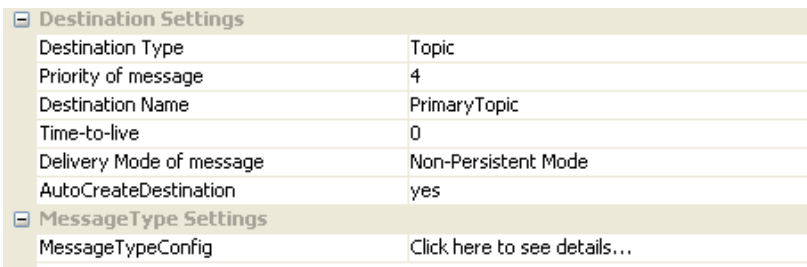 Destination Settings
Destination Type Topic
Priority of message 4
Destination Name PrimaryTopic
Time-to-live 0
Delivery Mode of message Non-Persistent Mode
AutoCreateDestination yes
MessageType Settings
MessageTypeConfig Click here to see details...